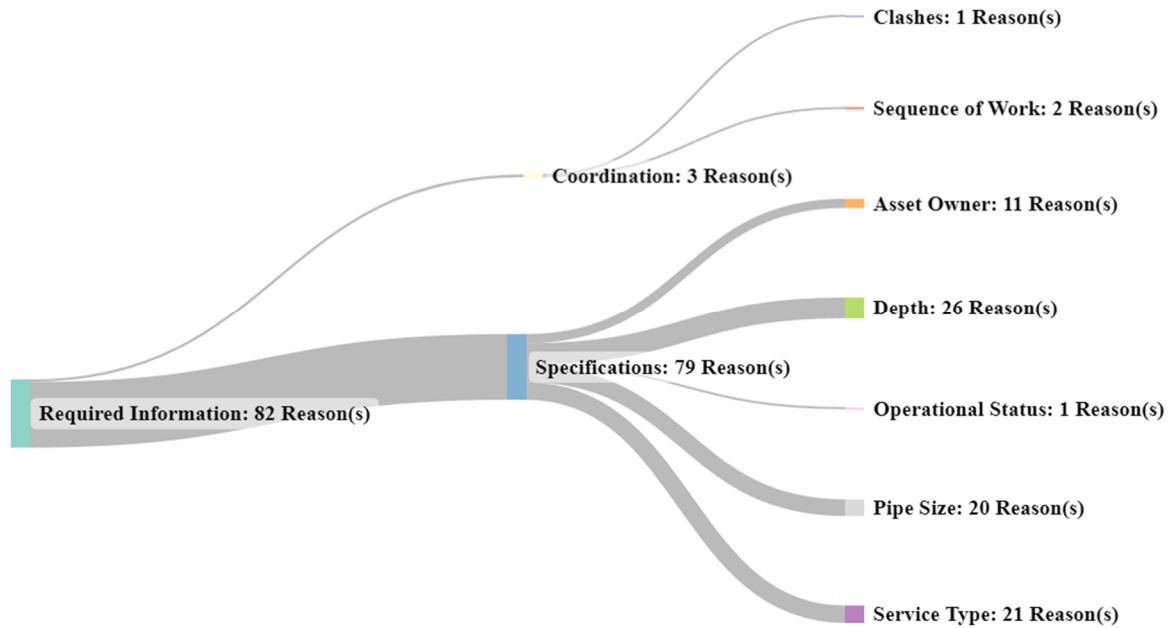 Clashes: 1 Reason(s)
Sequence of Work: 2 Reason(s)
Coordination: 3 Reason(s)
Asset Owner: 11 Reason(s)
Depth: 26 Reason(s)
Specifications: 79 Reason(s)
Required Information: 82 Reason(s)
Operational Status: 1 Reason(s)
Pipe Size: 20 Reason(s)
Service Type: 21 Reason(s)